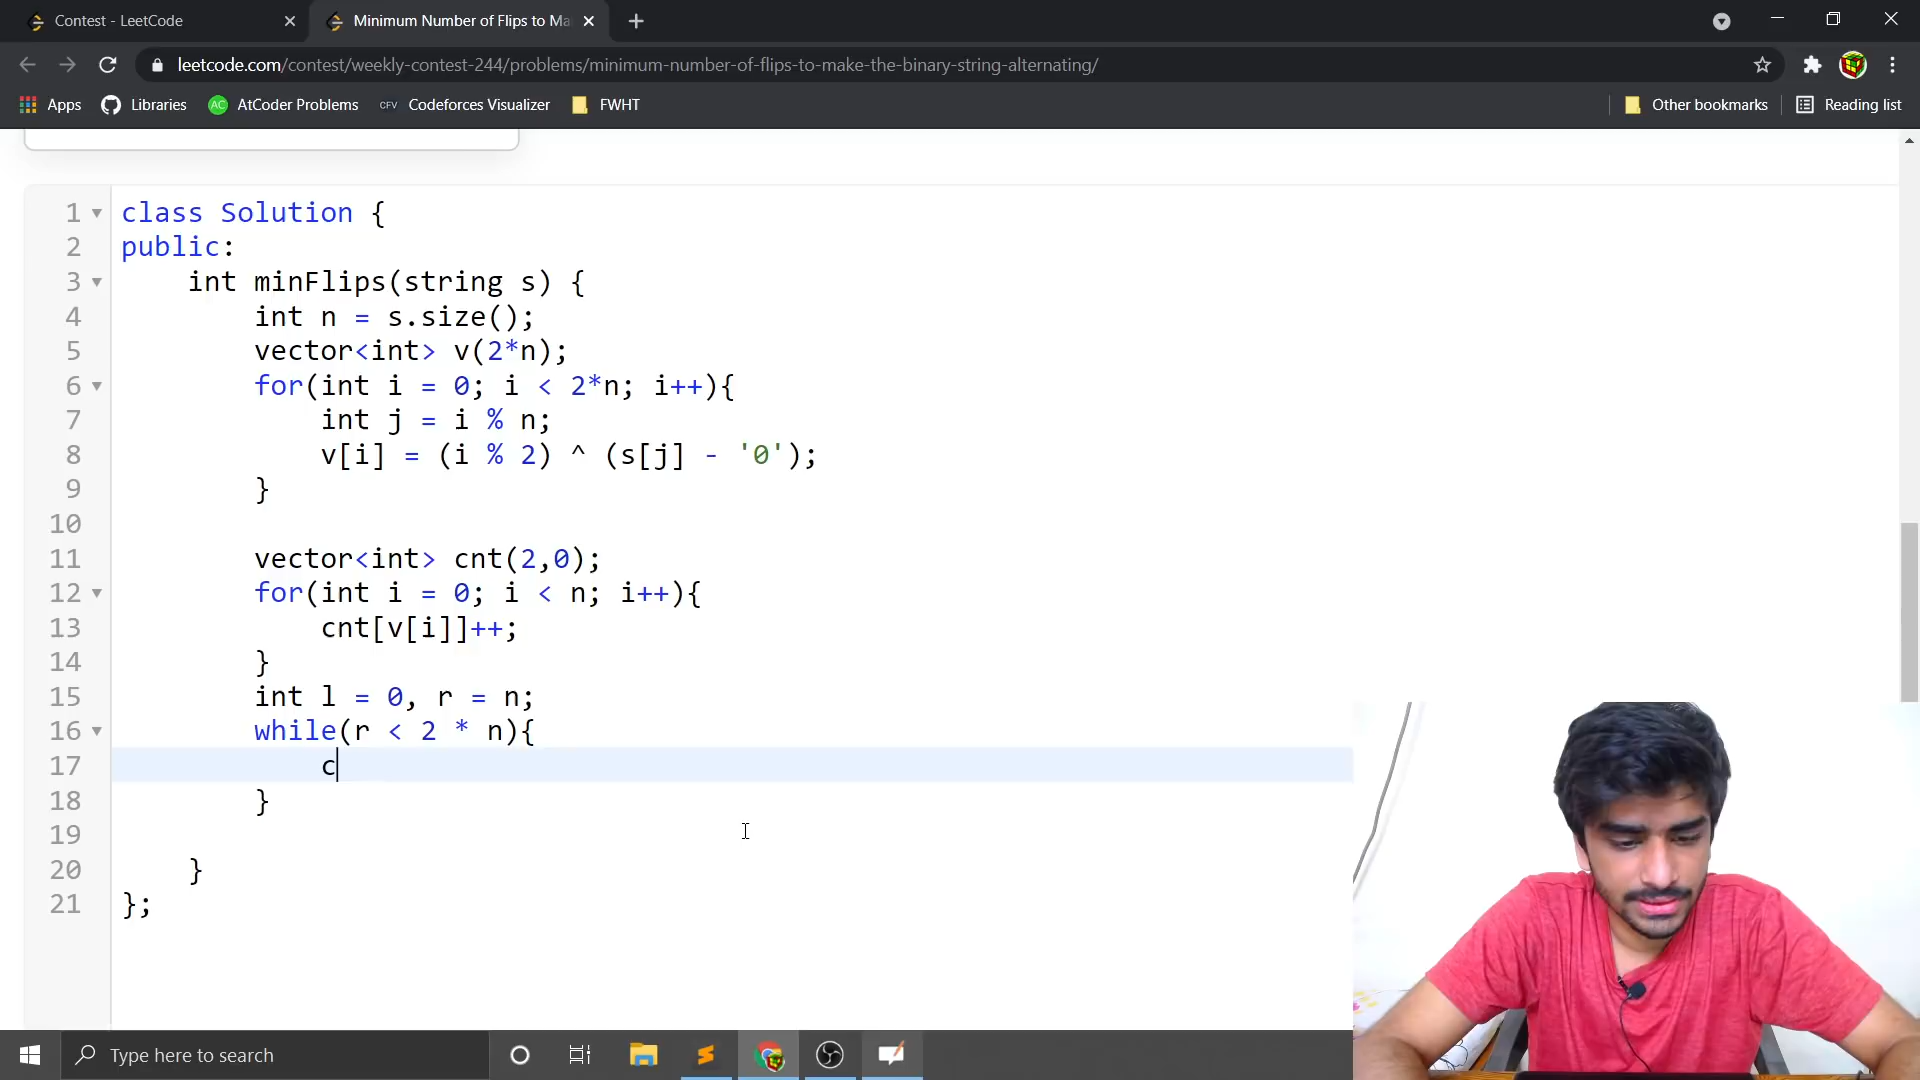 Contest - LeetCode
Minimum Number of Flips to Ma
leetcode.com/contest/weekly-contest-244/problems/minimum-number-of-flips-to-make-the-binary-string-alternating/
Apps Libraries AC AtCoder Problems CFV Codeforces Visualizer FWHT Other bookmarks Reading list
1 class Solution {
2 public:
3 int minFlips(string s) {
4 int n = s.size();
5 vector<int> v(2*n);
6 for(int i = 0; i < 2*n; i++){
7 int j = i % n;
8 v[i] = (i % 2) ^ (s[j] - '0');
9 }
10
11 vector<int> cnt(2,0);
12 for(int i = 0; i < n; i++){
13 cnt[v[i]]++;
14 }
15 int l = 0, r = n;
16 while(r < 2 * n){
17 c
18 }
19
20 }
21 };
Type here to search